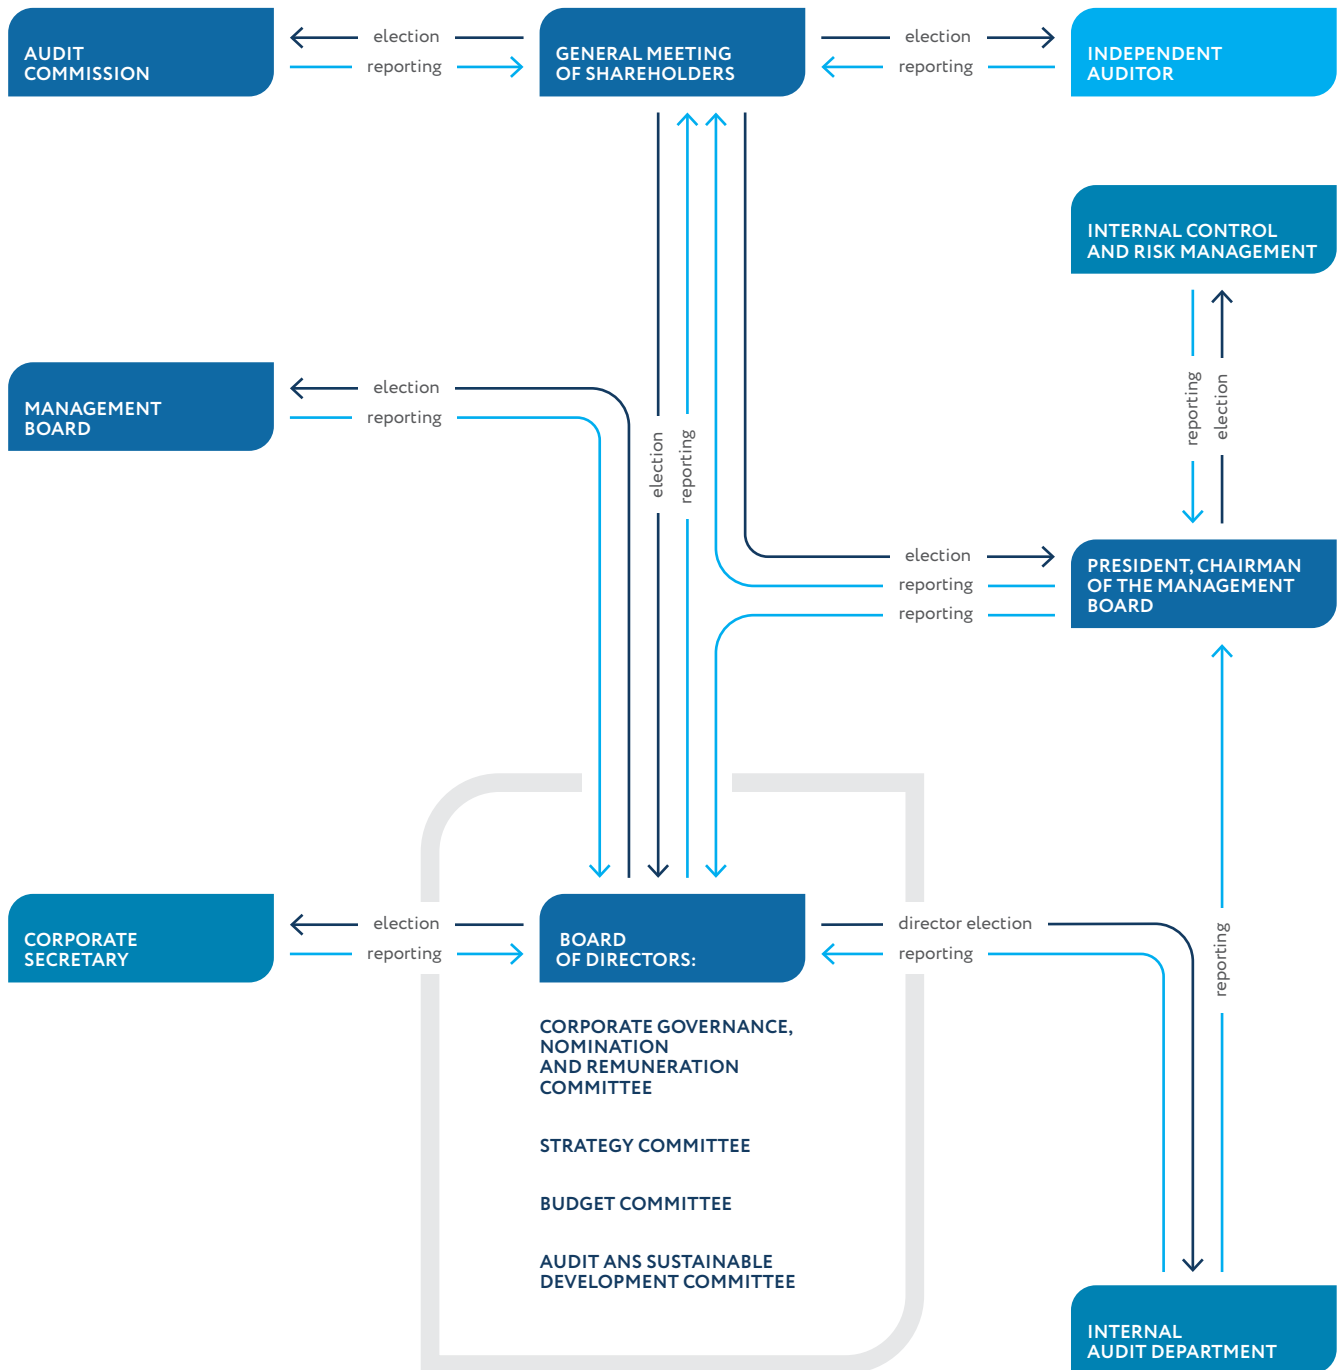 AUDIT
COMMISSION
election
reporting
GENERAL MEETING
OF SHAREHOLDERS
election
reporting
INDEPENDENT
AUDITOR
INTERNAL CONTROL
AND RISK MANAGEMENT
reporting
election
MANAGEMENT
BOARD
election
reporting
election
reporting
election
reporting
reporting
PRESIDENT, CHAIRMAN
OF THE MANAGEMENT
BOARD
CORPORATE
SECRETARY
election
reporting
BOARD
OF DIRECTORS:
director election
reporting
reporting
CORPORATE GOVERNANCE,
NOMINATION
AND REMUNERATION
COMMITTEE
STRATEGY COMMITTEE
BUDGET COMMITTEE
AUDIT ANS SUSTAINABLE
DEVELOPMENT COMMITTEE
INTERNAL
AUDIT DEPARTMENT